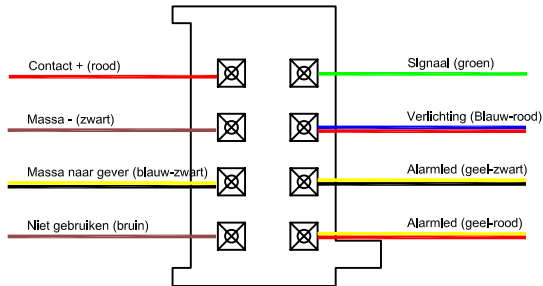 Contact + (rood)
Massa - (zwart)
Massa naar gever (blauw-zwart)
Niet gebruiken (bruin)
SIgnaal (groen)
Verlichting (Blauw-rood)
Alarmled (geel-zwart)
Alarmled (geel-rood)